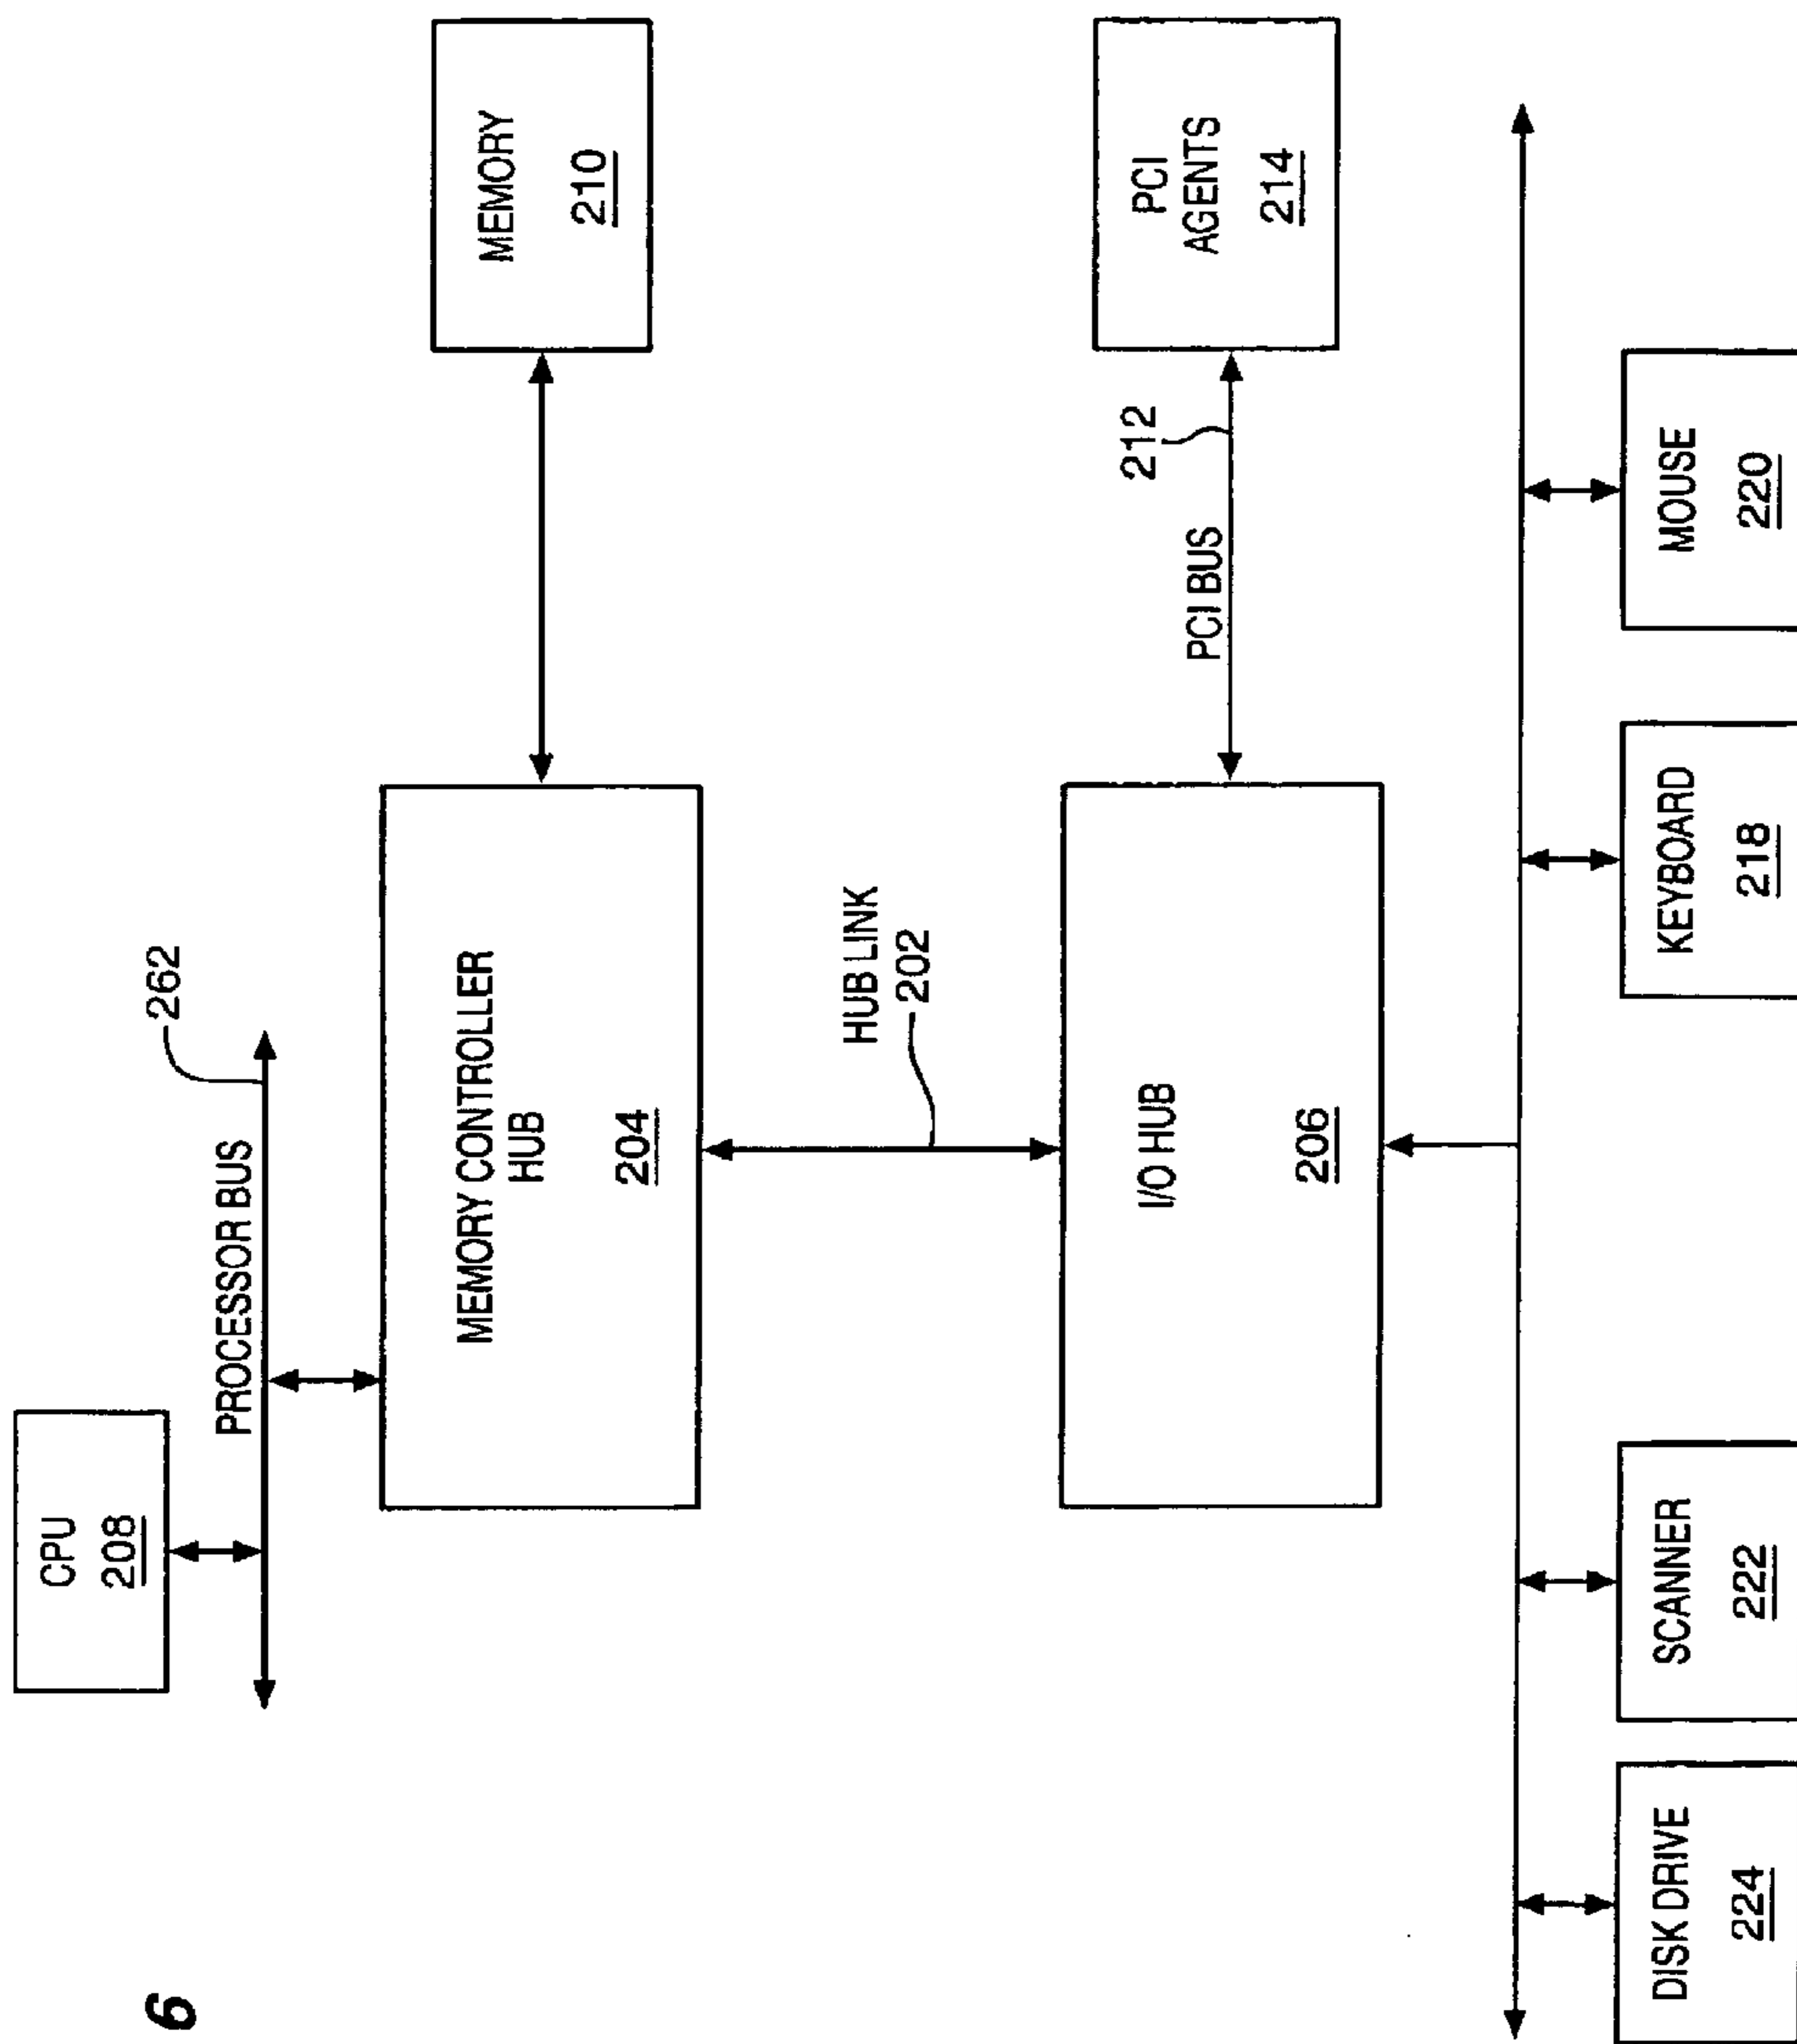 6
CPU
208
PROCESSOR BUS
262
MEMORY CONTROLLER
HUB
204
MEMORY
210
HUB LINK
202
I/O HUB
206
PCI BUS
212
PCI
AGENTS
214
DISK DRIVE
224
SCANNER
222
KEYBOARD
218
MOUSE
220